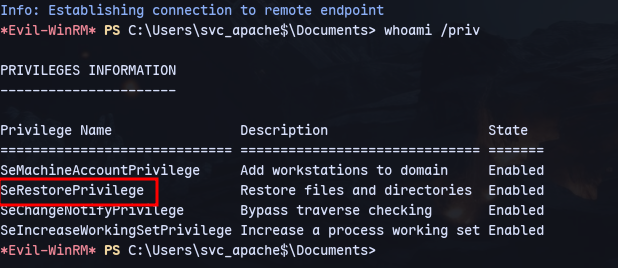 Info: Establishing connection to remote endpoint
*Evil-WinRM* PS C:\Users\svc_apache$\Documents> whoami /priv
PRIVILEGES INFORMATION
----------------------
Privilege Name                Description                    State
============================= ============================== =======
SeMachineAccountPrivilege     Add workstations to domain     Enabled
SeRestorePrivilege            Restore files and directories  Enabled
SeChangeNotifyPrivilege       Bypass traverse checking       Enabled
SeIncreaseWorkingSetPrivilege Increase a process working set Enabled
*Evil-WinRM* PS C:\Users\svc_apache$\Documents>